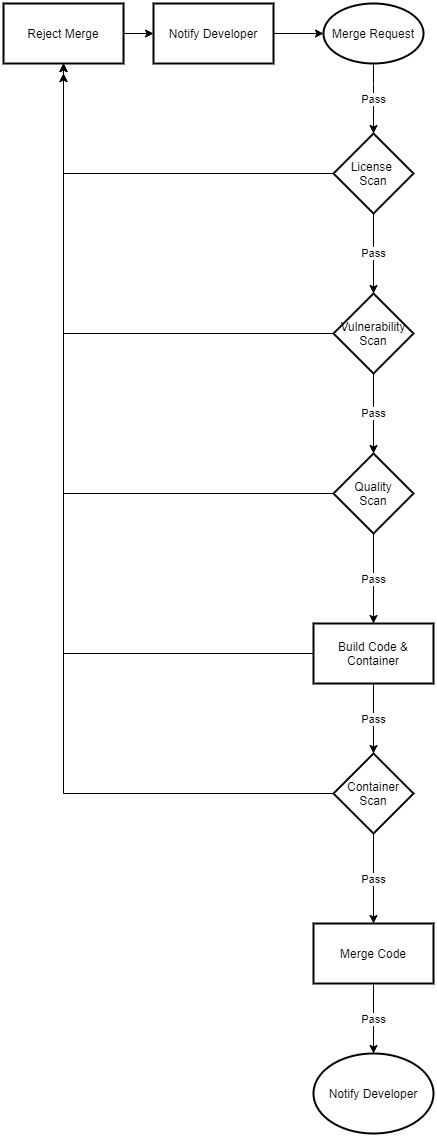 Reject Merge
Notify Developer
Merge Request
Pass
License
Scan
Pass
Vulnerability
Scan
Pass
Quality
Scan
Pass
Build Code &
Container
Pass
Container
Scan
Pass
Merge Code
Pass
Notify Developer